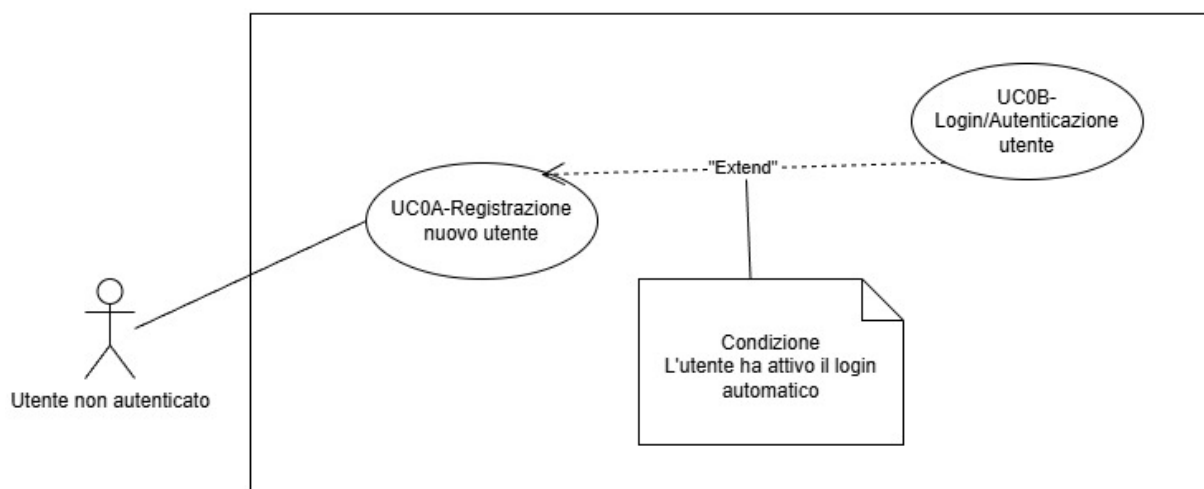 UC0B-
Login/Autenticazione
utente
"Extend"
UC0A-Registrazione
nuovo utente
Condizione
L'utente ha attivo il login
automatico
Utente non autenticato